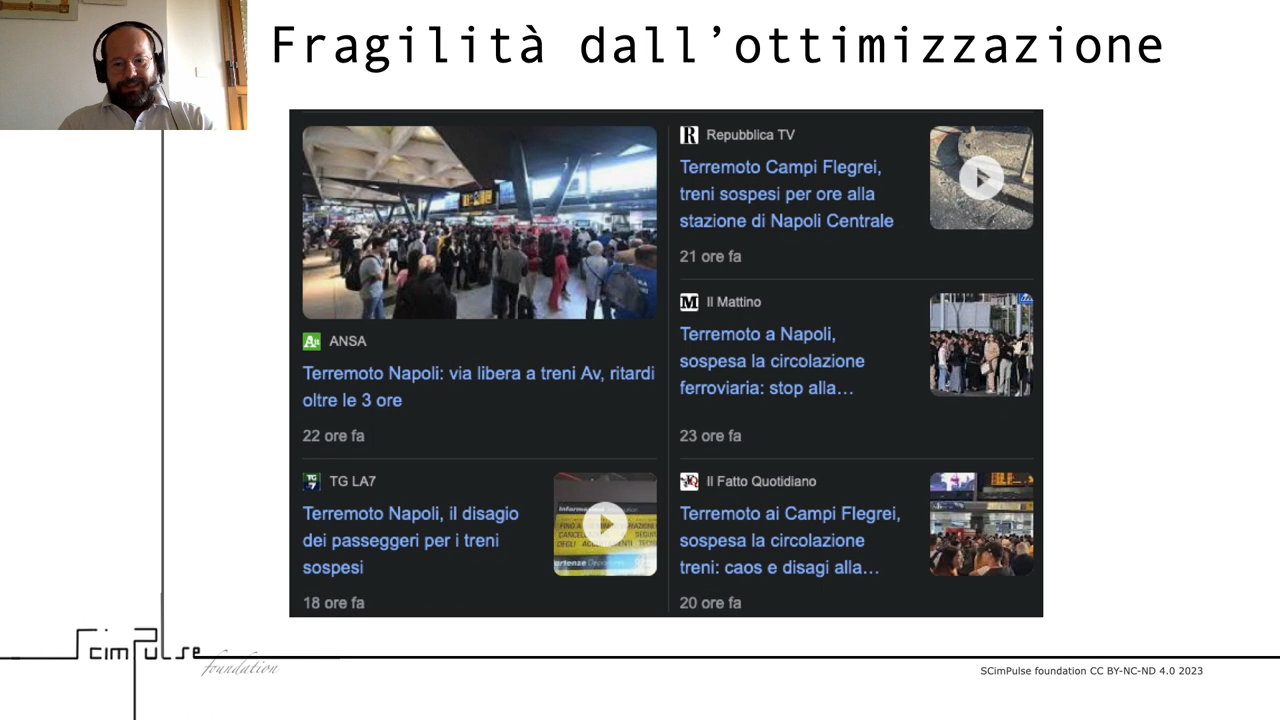 Fragilità dall’ottimizzazione
ANSA
Terremoto Napoli: via libera a treni Av, ritardi
oltre le 3 ore
22 ore fa
TG LA7
Terremoto Napoli, il disagio
dei passeggeri per i treni
sospesi
18 ore fa
Repubblica TV
Terremoto Campi Flegrei,
treni sospesi per ore alla
stazione di Napoli Centrale
21 ore fa
Il Mattino
Terremoto a Napoli,
sospesa la circolazione
ferroviaria: stop alla…
23 ore fa
Il Fatto Quotidiano
Terremoto ai Campi Flegrei,
sospesa la circolazione
treni: caos e disagi alla…
20 ore fa
scimpulse
foundation
SCimPulse foundation CC BY-NC-ND 4.0 2023